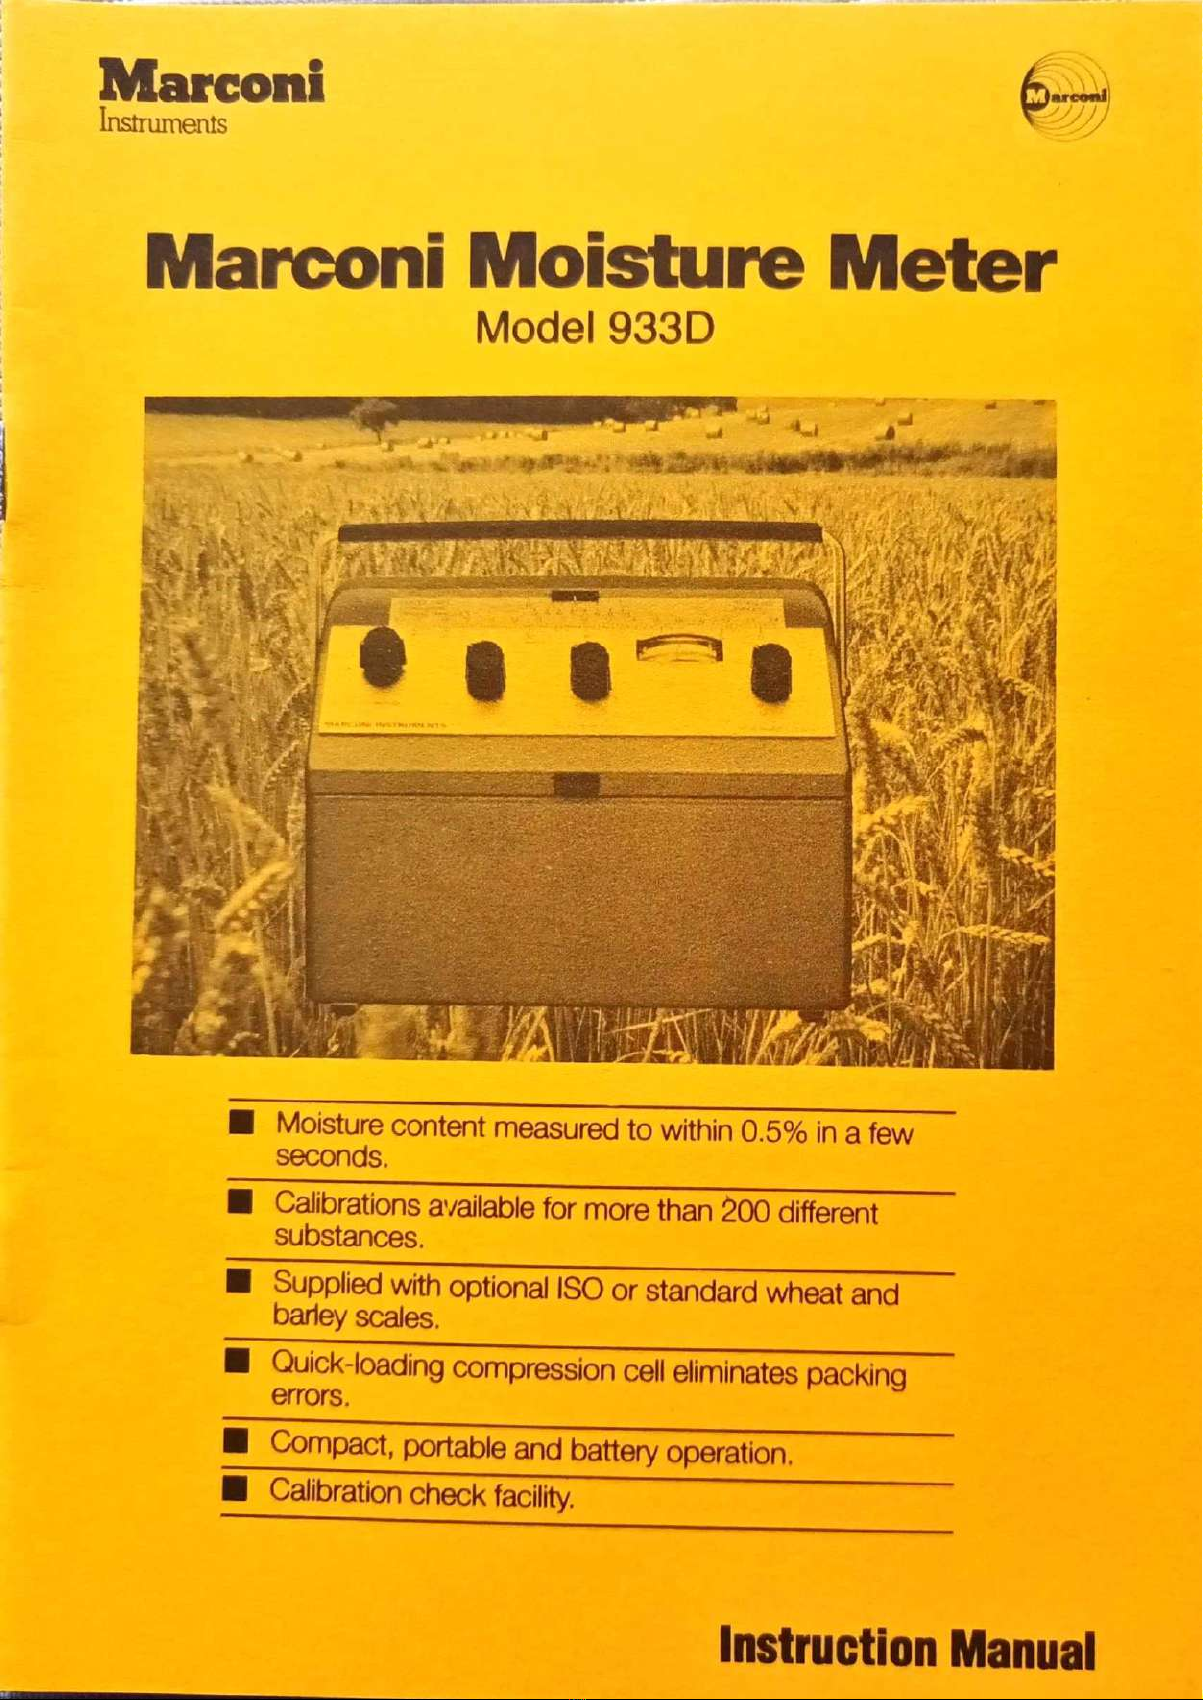 Marconi
Instruments
Marconi
Marconi Moisture Meter
Model 933D
MARCONI INSTRUMENTS
■ Moisture content measured to within 0.5% in a few
seconds.
■ Calibrations available for more than 200 different
substances.
■ Supplied with optional ISO or standard wheat and
barley scales.
■ Quick-loading compression cell eliminates packing
errors.
■ Compact, portable and battery operation.
■ Calibration check facility.
Instruction Manual